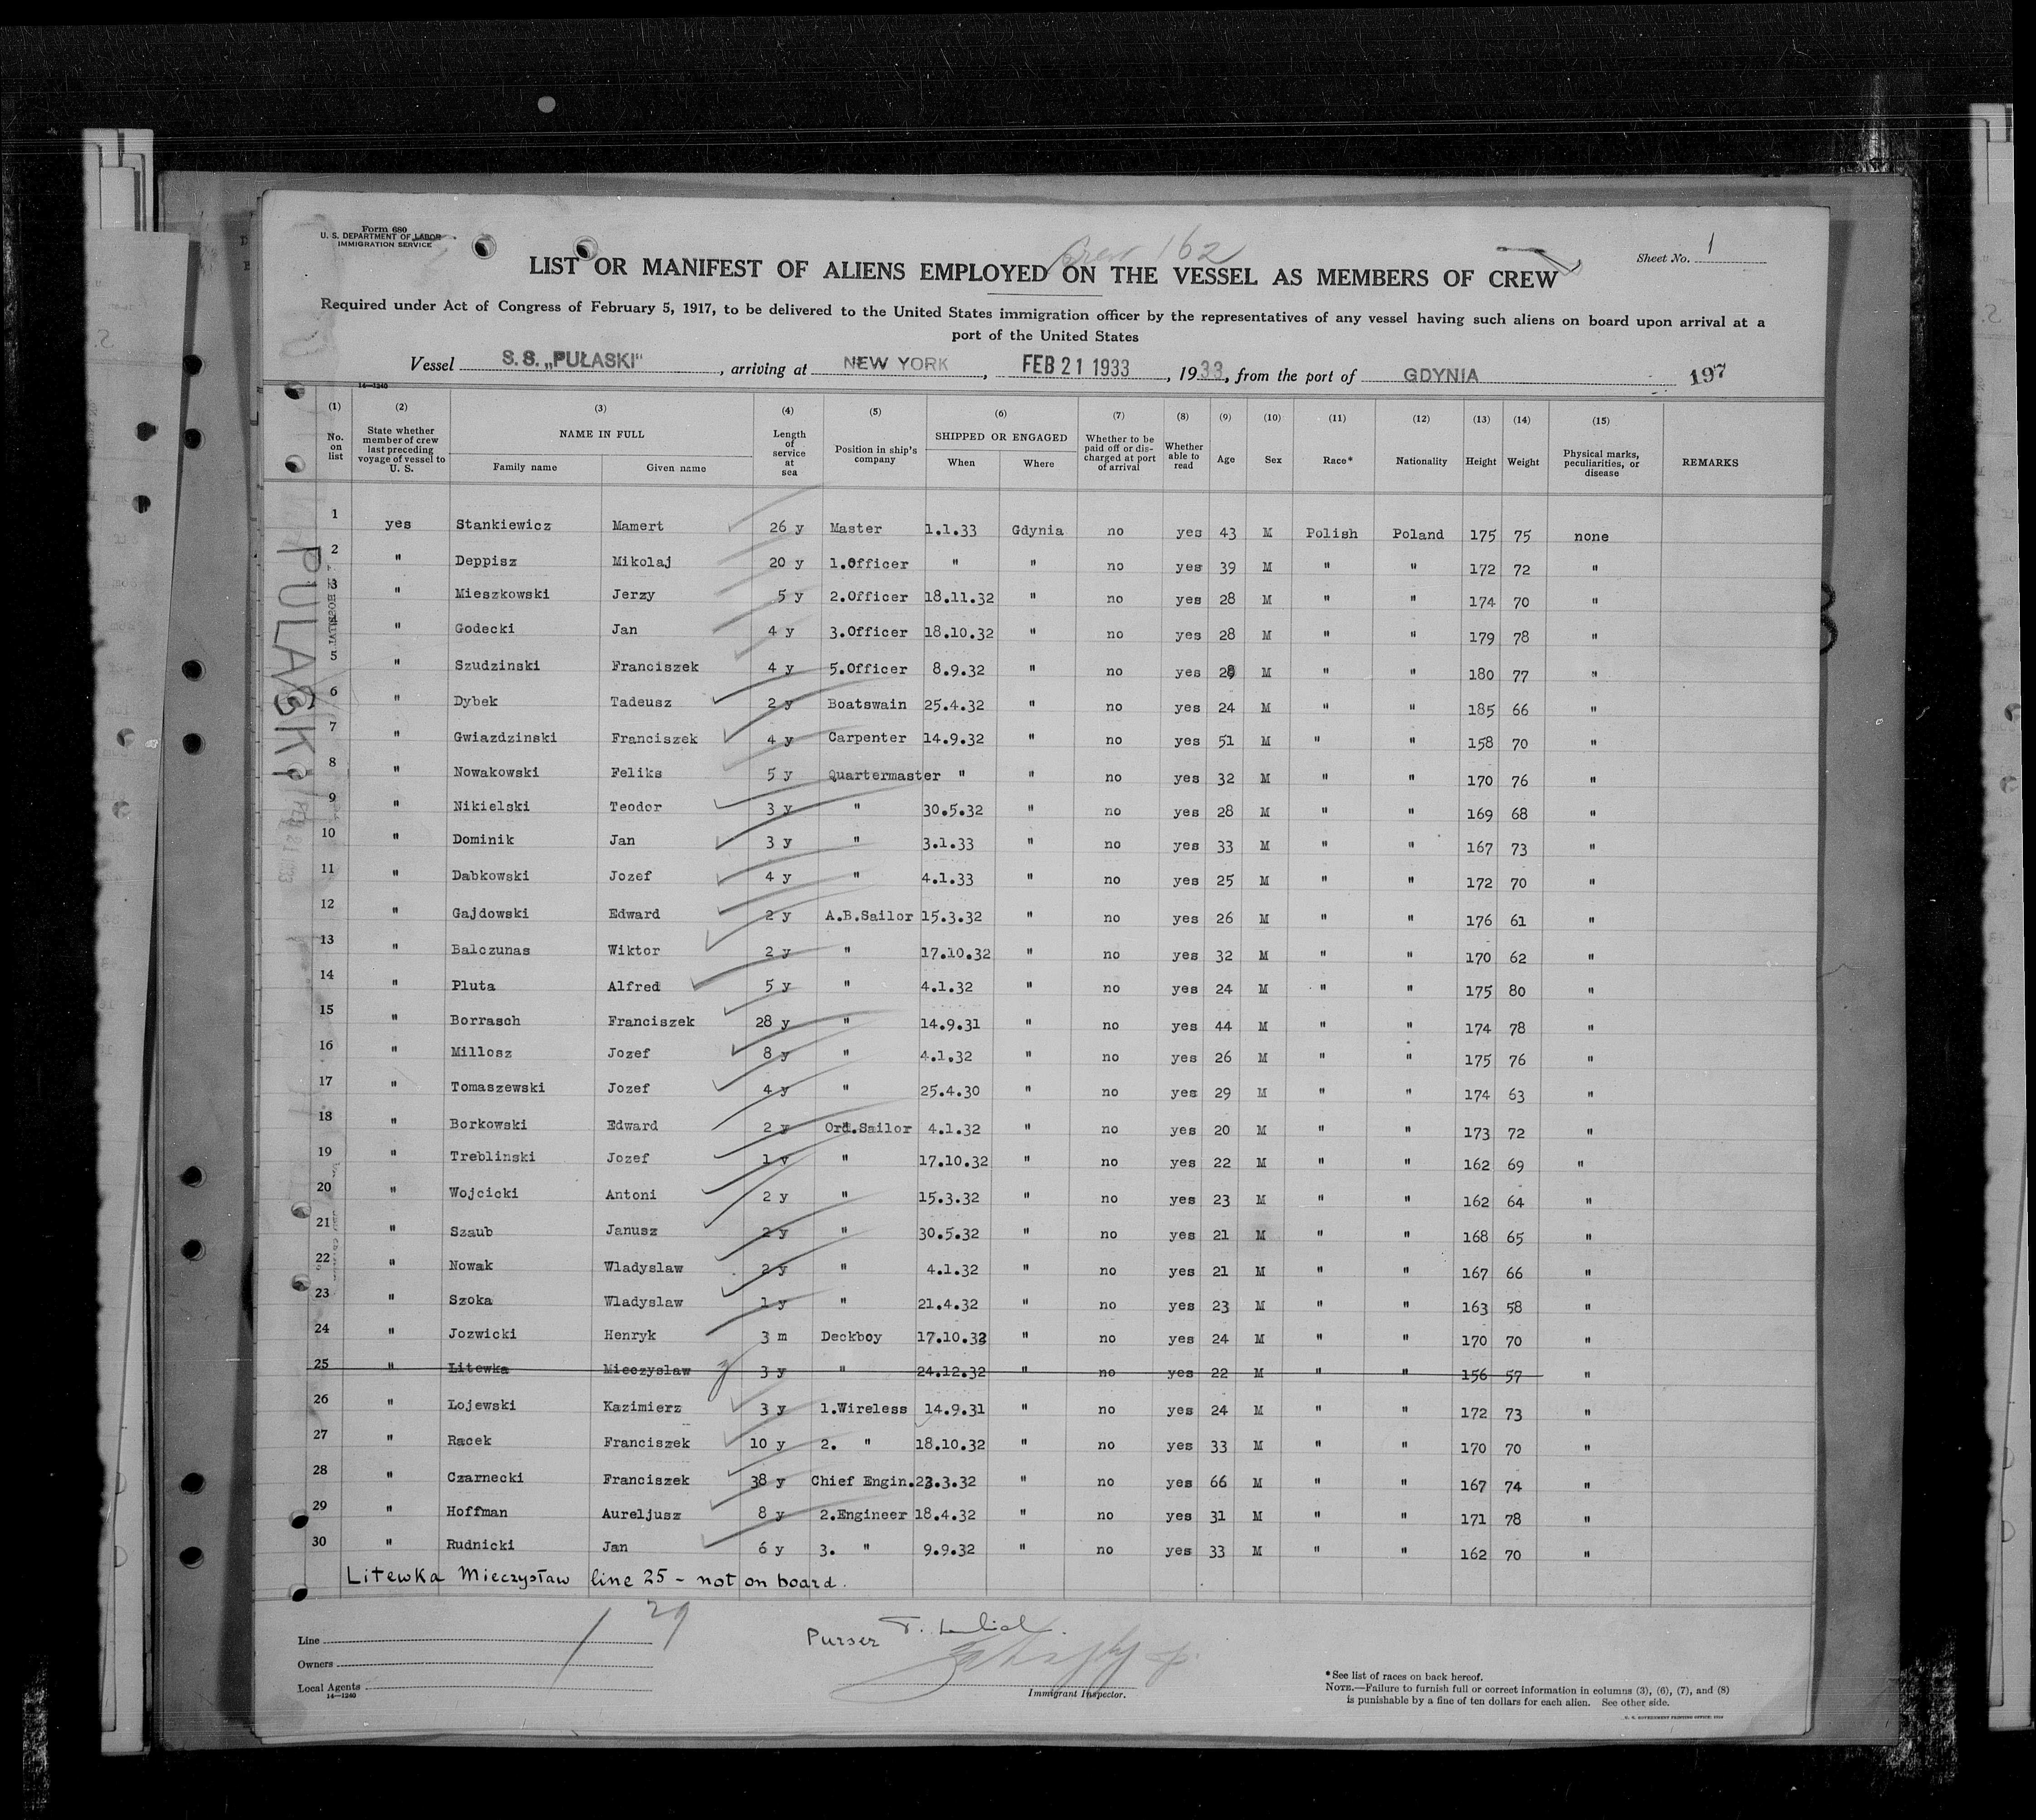 Form 680
U. S. DEPARTMENT OF LABOR
IMMIGRATION SERVICE
Crew 162
Sheet No. 1
LIST OR MANIFEST OF ALIENS EMPLOYED ON THE VESSEL AS MEMBERS OF CREW
Required under Act of Congress of February 5, 1917, to be delivered to the United States immigration officer by the representatives of any vessel having such aliens on board upon arrival at a
port of the United States
Vessel S. S. „PUŁASKI", arriving at NEW YORK, FEB 21 1933, 1933, from the port of GDYNIA 197
14—1240
(1) (2) (3) (4) (5) (6) (7) (8) (9) (10) (11) (12) (13) (14) (15)
No. on list | State whether member of crew last preceding voyage of vessel to U. S. | NAME IN FULL Family name Given name | Length of service at sea | Position in ship's company | SHIPPED OR ENGAGED When Where | Whether to be paid off or discharged at port of arrival | Whether able to read | Age | Sex | Race* | Nationality | Height | Weight | Physical marks, peculiarities, or disease | REMARKS
1 yes Stankiewicz Mamert 26 y Master 1.1.33 Gdynia no yes 43 M Polish Poland 175 75 none
2 " Deppisz Mikolaj 20 y 1.Officer " " no yes 39 M " " 172 72 "
3 " Mieszkowski Jerzy 5 y 2.Officer 18.11.32 " no yes 28 M " " 174 70 "
" Godecki Jan 4 y 3.Officer 18.10.32 " no yes 28 M " " 179 78 "
5 " Szudzinski Franciszek 4 y 5.Officer 8.9.32 " no yes 28 M " " 180 77 "
6 " Dybek Tadeusz 2 y Boatswain 25.4.32 " no yes 24 M " " 185 66 "
7 " Gwiazdzinski Franciszek 4 y Carpenter 14.9.32 " no yes 51 M " " 158 70 "
8 " Nowakowski Feliks 5 y Quartermaster " " no yes 32 M " " 170 76 "
9 " Nikielski Teodor 3 y " 30.5.32 " no yes 28 M " " 169 68 "
10 " Dominik Jan 3 y " 3.1.33 " no yes 33 M " " 167 73 "
11 " Dabkowski Jozef 4 y " 4.1.33 " no yes 25 M " " 172 70 "
12 " Gajdowski Edward 2 y A.B.Sailor 15.3.32 " no yes 26 M " " 176 61 "
13 " Balczunas Wiktor 2 y " 17.10.32 " no yes 32 M " " 170 62 "
14 " Pluta Alfred 5 y " 4.1.32 " no yes 24 M " " 175 80 "
15 " Borrasch Franciszek 28 y " 14.9.31 " no yes 44 M " " 174 78 "
16 " Millosz Jozef 8 y " 4.1.32 " no yes 26 M " " 175 76 "
17 " Tomaszewski Jozef 4 y " 25.4.30 " no yes 29 M " " 174 63 "
18 " Borkowski Edward 2 y Ord.Sailor 4.1.32 " no yes 20 M " " 173 72 "
19 " Treblinski Jozef 1 y " 17.10.32 " no yes 22 M " " 162 69 "
20 " Wojcicki Antoni 2 y " 15.3.32 " no yes 23 M " " 162 64 "
21 " Szaub Janusz 2 y " 30.5.32 " no yes 21 M " " 168 65 "
22 " Nowak Wladyslaw 2 y " 4.1.32 " no yes 21 M " " 167 66 "
23 " Szoka Wladyslaw 1 y " 21.4.32 " no yes 23 M " " 163 58 "
24 " Jozwicki Henryk 3 m Deckboy 17.10.32 " no yes 24 M " " 170 70 "
25 " Litewka Mieczyslaw 3 y " 24.12.32 " no yes 22 M " " 156 57 "
26 " Lojewski Kazimierz 3 y 1.Wireless 14.9.31 " no yes 24 M " " 172 73 "
27 " Racek Franciszek 10 y 2. " 18.10.32 " no yes 33 M " " 170 70 "
28 " Czarnecki Franciszek 38 y Chief Engin. 23.3.32 " no yes 66 M " " 167 74 "
29 " Hoffman Aureljusz 8 y 2.Engineer 18.4.32 " no yes 31 M " " 171 78 "
30 " Rudnicki Jan 6 y 3. " 9.9.32 " no yes 33 M " " 162 70 "
Litewka Mieczysław line 25 – not on board.
PULASKI
FEB 21 1933
1 29
Line
Owners
Local Agents
14—1240
Purser
Immigrant Inspector.
*See list of races on back hereof.
NOTE.—Failure to furnish full or correct information in columns (3), (6), (7), and (8)
is punishable by a fine of ten dollars for each alien. See other side.